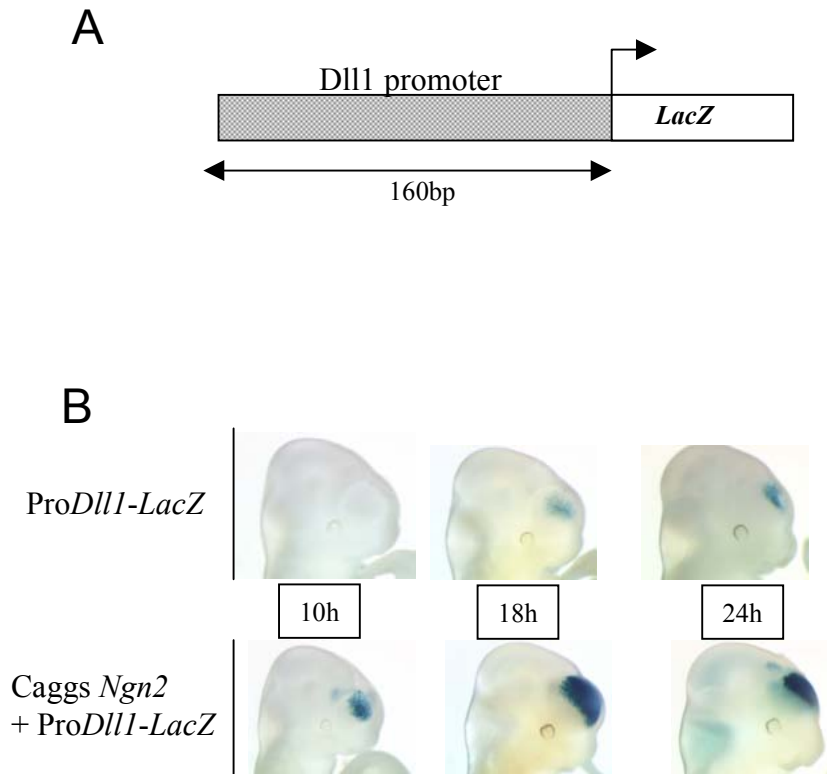 A
Dll1 promoter
LacZ
160bp
B
ProDll1-LacZ
10h
18h
24h
Caggs Ngn2
+ ProDll1-LacZ